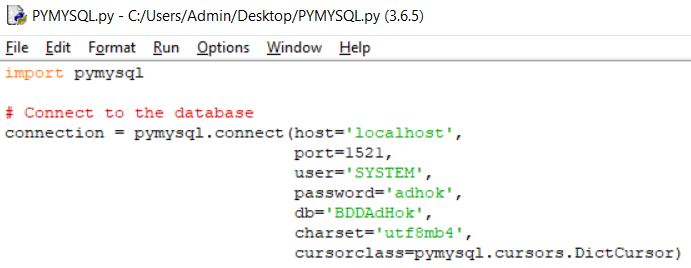 PYMYSQL.py - C:/Users/Admin/Desktop/PYMYSQL.py (3.6.5)
File Edit Format Run Options Window Help
import pymysql
# Connect to the database
connection = pymysql.connect(host='localhost',
port=1521,
user='SYSTEM',
password='adhok',
db='BDDAdHok',
charset='utf8mb4',
cursorclass=pymysql.cursors.DictCursor)